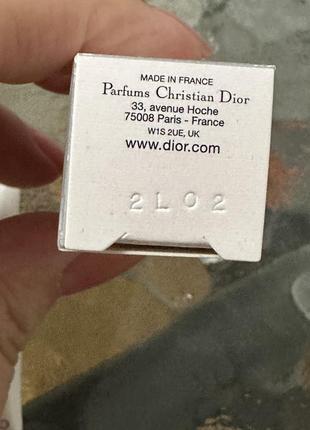 MADE IN FRANCE
Parfums Christian Dior
33, avenue Hoche
75008 Paris - France
W1S 2UE, UK
www.dior.com
2L02